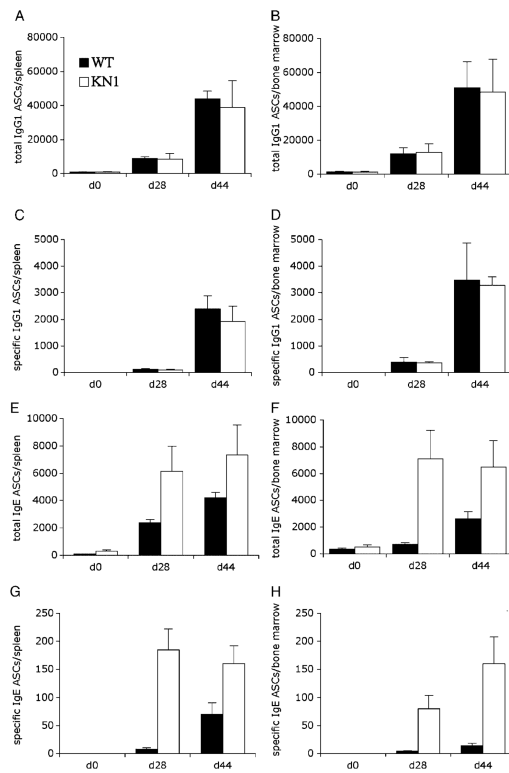 A
total IgG1 ASCs/spleen
80000
60000
40000
20000
0
WT
KN1
d0 d28 d44
B
total IgG1 ASCs/bone marrow
80000
60000
40000
20000
0
d0 d28 d44
C
specific IgG1 ASCs/spleen
5000
4000
3000
2000
1000
0
d0 d28 d44
D
specific IgG1 ASCs/bone marrow
5000
4000
3000
2000
1000
0
d0 d28 d44
E
total IgE ASCs/spleen
10000
8000
6000
4000
2000
0
d0 d28 d44
F
total IgE ASCs/bone marrow
10000
8000
6000
4000
2000
0
d0 d28 d44
G
specific IgE ASCs/spleen
250
200
150
100
50
0
d0 d28 d44
H
specific IgE ASCs/bone marrow
250
200
150
100
50
0
d0 d28 d44